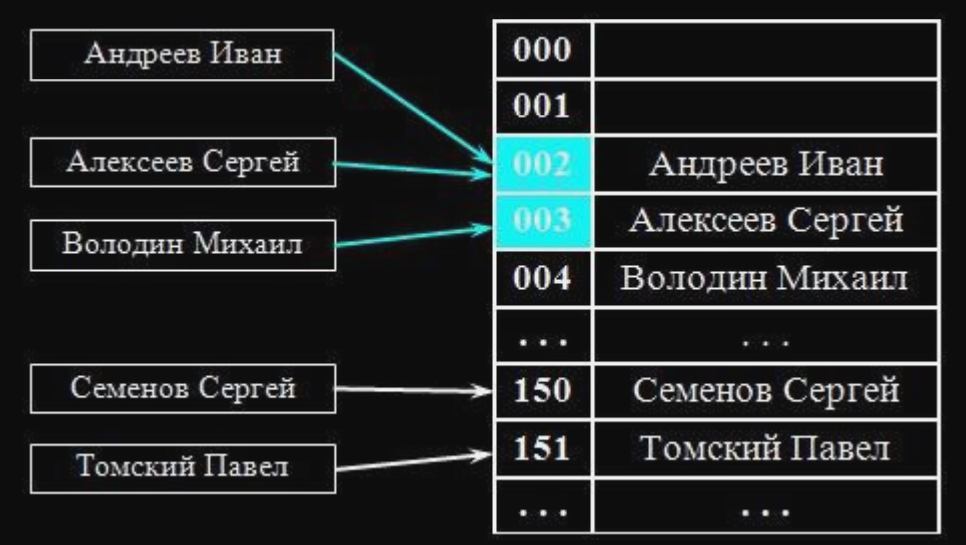 Андреев Иван
Алексеев Сергей
Володин Михаил
Семенов Сергей
Томский Павел
000
001
002 Андреев Иван
003 Алексеев Сергей
004 Володин Михаил
... ...
150 Семенов Сергей
151 Томский Павел
... ...